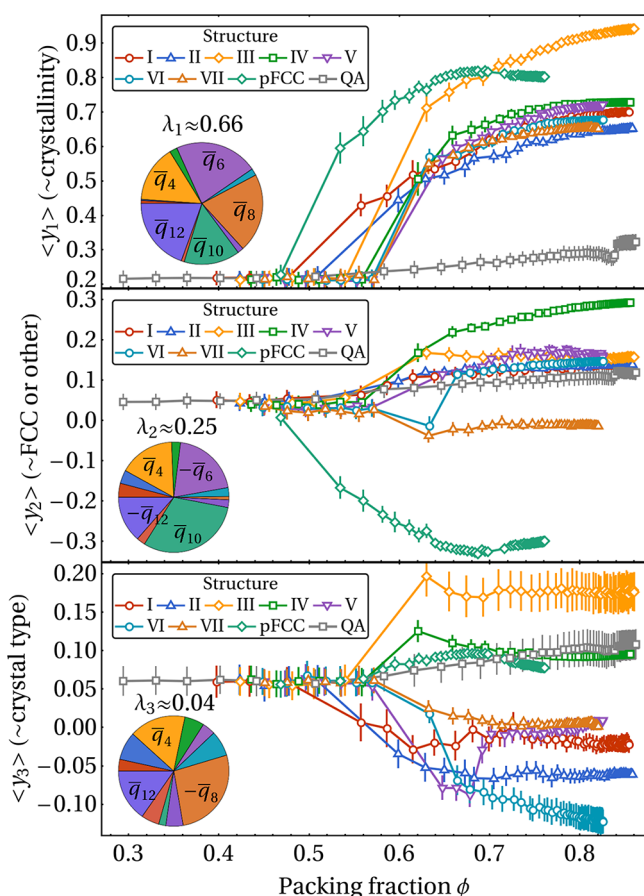 <y₁> (~crystallinity)
0.9
0.8
0.7
0.6
0.5
0.4
0.3
0.2
Structure
I II III IV V
VI VII pFCC QA
λ₁≈0.66
q̅₄ q̅₆
q̅₈
q̅₁₂
q̅₁₀
<y₂> (~FCC or other)
0.3
0.2
0.1
0.0
−0.1
−0.2
−0.3
Structure
I II III IV V
VI VII pFCC QA
λ₂≈0.25
q̅₄ −q̅₆
−q̅₁₂
q̅₁₀
<y₃> (~crystal type)
0.20
0.15
0.10
0.05
0.00
−0.05
−0.10
Structure
I II III IV V
VI VII pFCC QA
λ₃≈0.04
q̅₄
q̅₁₂ −q̅₈
0.3 0.4 0.5 0.6 0.7 0.8
Packing fraction ϕ